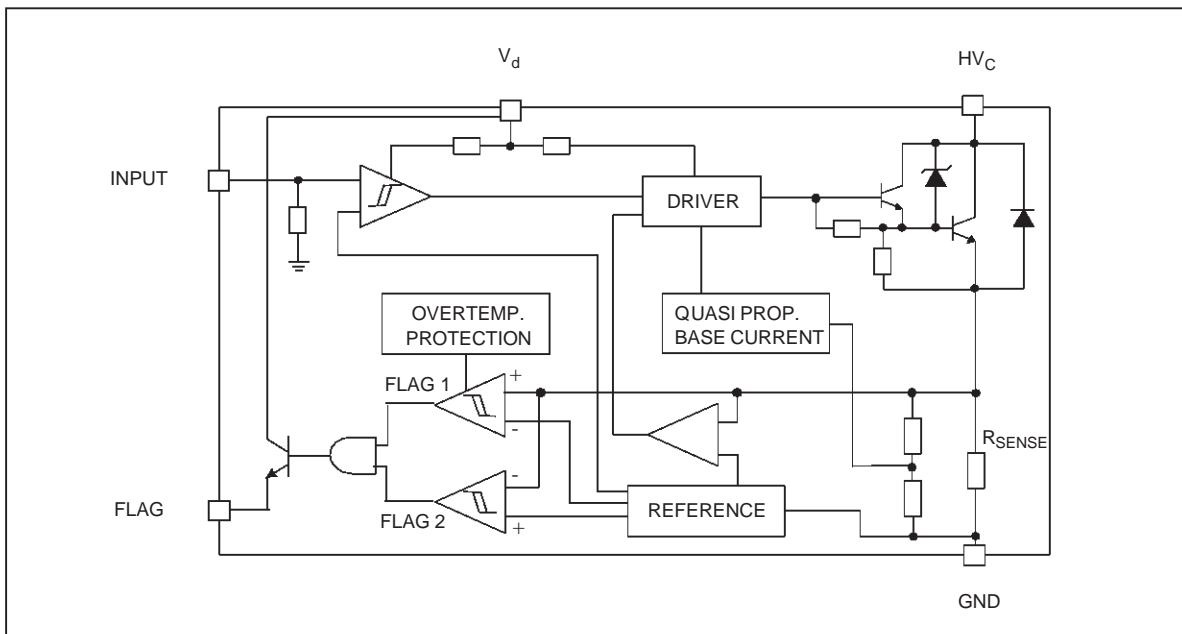 Vd
HVC
INPUT
DRIVER
OVERTEMP.
PROTECTION
QUASI PROP.
BASE CURRENT
FLAG 1
+
-
RSENSE
-
FLAG 2
+
REFERENCE
FLAG
GND